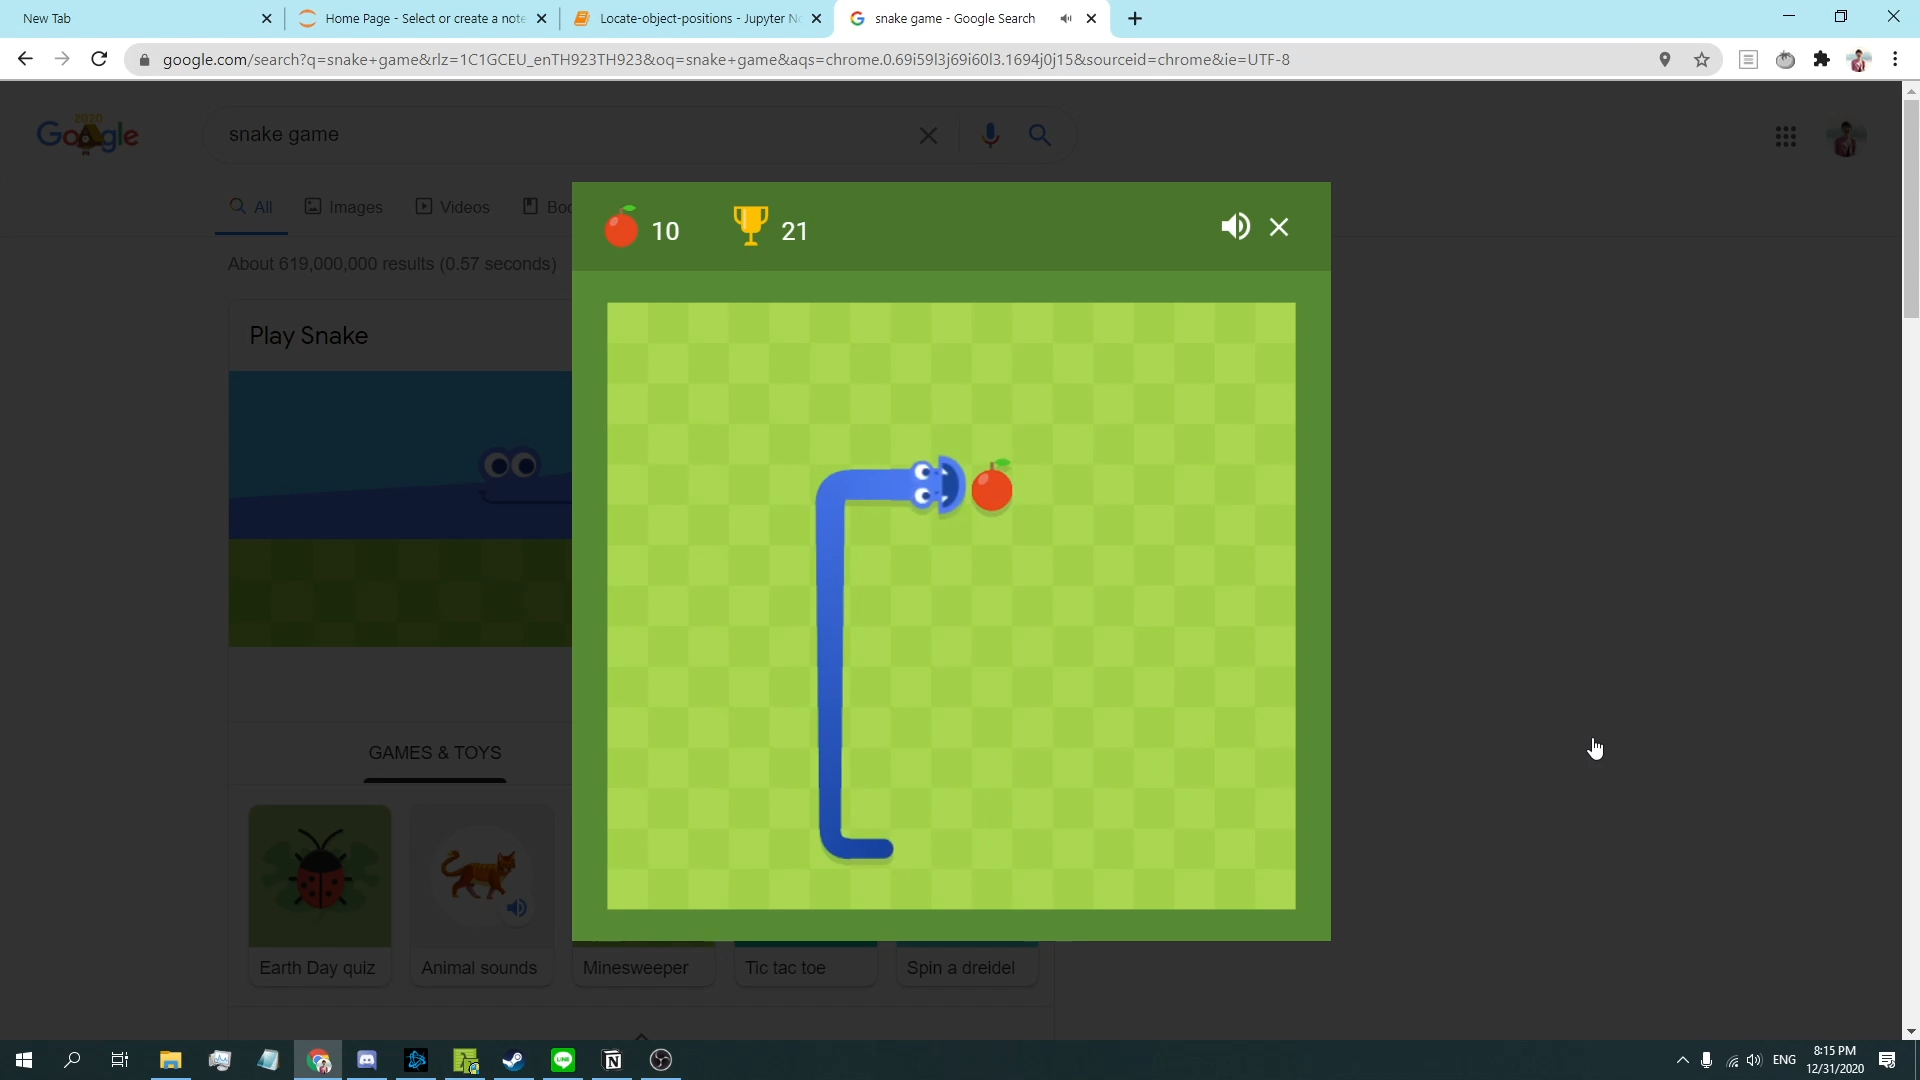 New Tab
Home Page - Select or create a note
Locate-object-positions - Jupyter No
snake game - Google Search
google.com/search?q=snake+game&rlz=1C1GCEU_enTH923TH923&oq=snake+game&aqs=chrome.0.69i59l3j69i60l3.1694j0j15&sourceid=chrome&ie=UTF-8
2020
Google
snake game
All
Images
Videos
Boo
10
21
About 619,000,000 results (0.57 seconds)
Play Snake
GAMES & TOYS
Earth Day quiz
Animal sounds
Minesweeper
Tic tac toe
Spin a dreidel
ENG
8:15 PM
12/31/2020